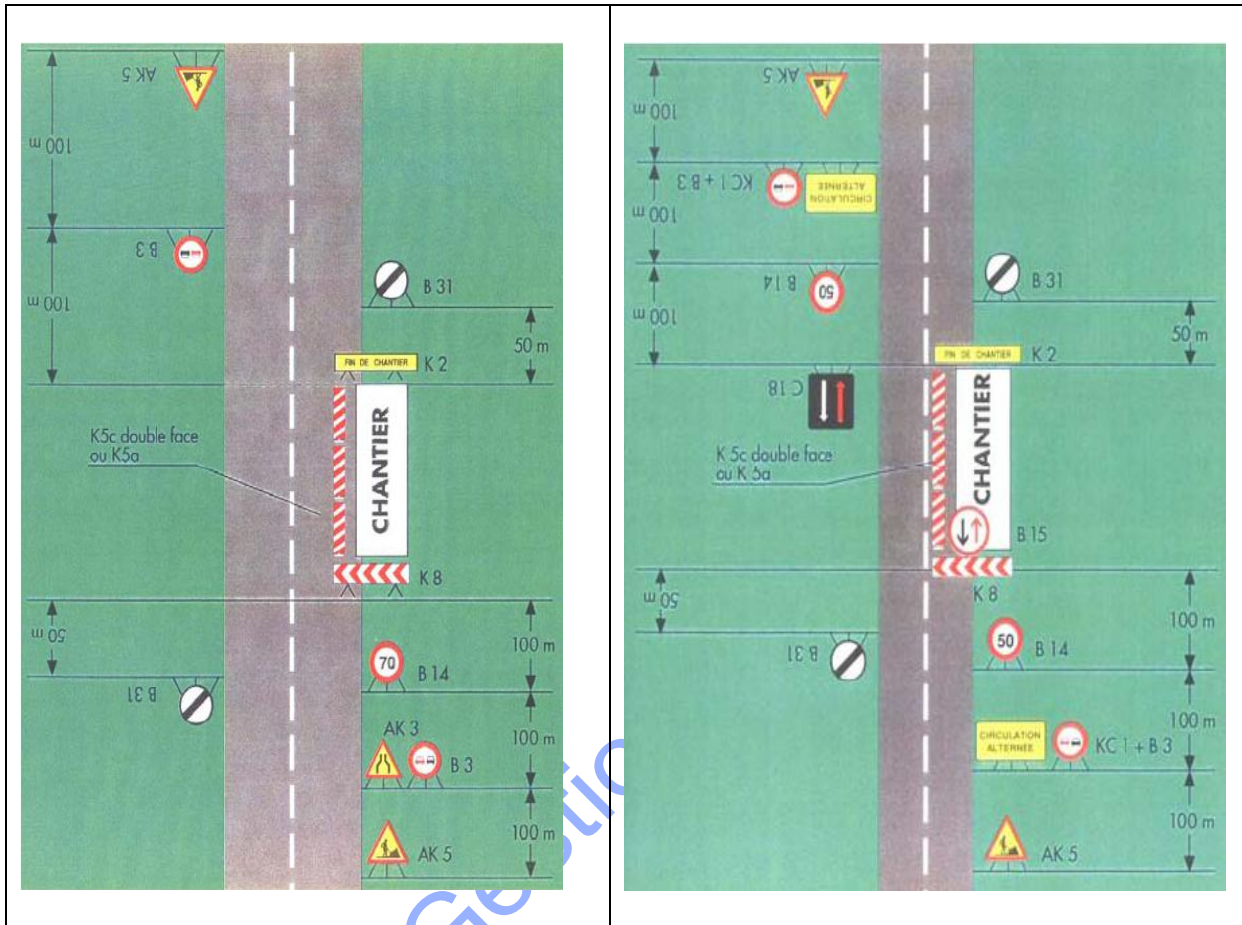 AK 5
100 m
B 3
100 m
B 31
50 m
FIN DE CHANTIER K 2
K5c double face
ou K5a
CHANTIER
K 8
50 m
B 31
100 m
70 B 14
100 m
AK 3
B 3
100 m
AK 5
AK 5
100 m
KC 1 + B 3
CIRCULATION
ALTERNÉE
100 m
B 14
50
100 m
B 31
50 m
FIN DE CHANTIER K 2
C 18
K 5c double face
ou K 5a
CHANTIER
B 15
K 8
50 m
B 31
100 m
50 B 14
100 m
CIRCULATION
ALTERNÉE
KC 1 + B 3
100 m
AK 5